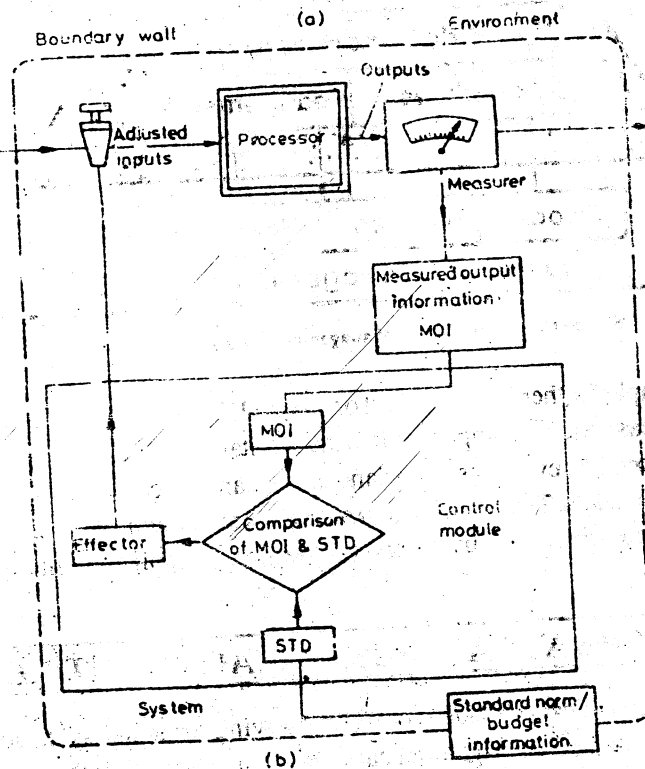 (a)
Boundary wall
Environment
Outputs
Adjusted
inputs
Processor
Measurer
Measured output
information
MOI
MOI
Comparison
of MOI & STD
Control
module
Effector
STD
System
Standard norm/
budget
information.
(b)